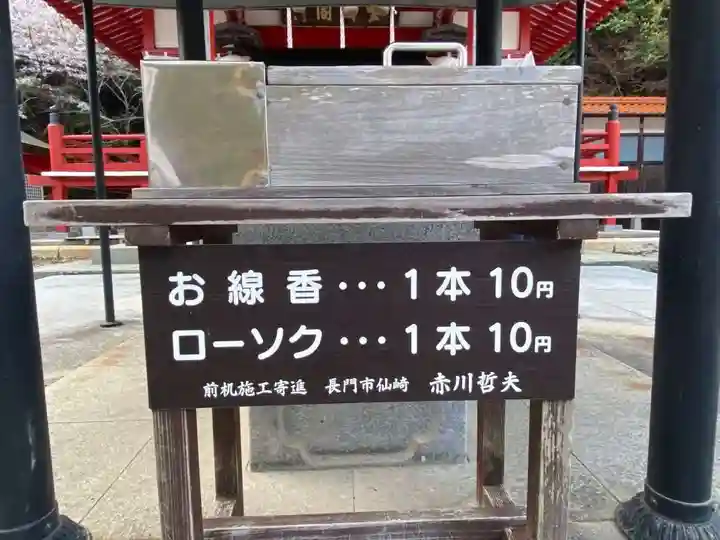 お線香・・・1本10円
ローソク・・・1本10円
前机施工寄進 長門市仙崎 赤川哲夫